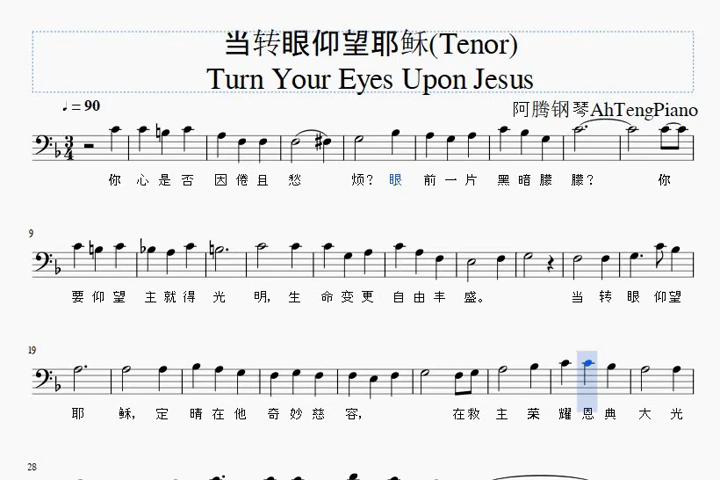 当转眼仰望耶稣(Tenor)
Turn Your Eyes Upon Jesus
♩. = 90
阿腾钢琴AhTengPiano
3
4
你 心 是 否 因 倦 且 愁 烦? 眼 前 一 片 黑 暗 朦 朦? 你
9
要 仰 望 主 就 得 光 明, 生 命 变 更 自 由 丰 盛。 当 转 眼 仰望
19
耶 稣, 定 睛 在 他 奇 妙 慈 容, 在救 主 荣 耀 恩 典 大 光
28